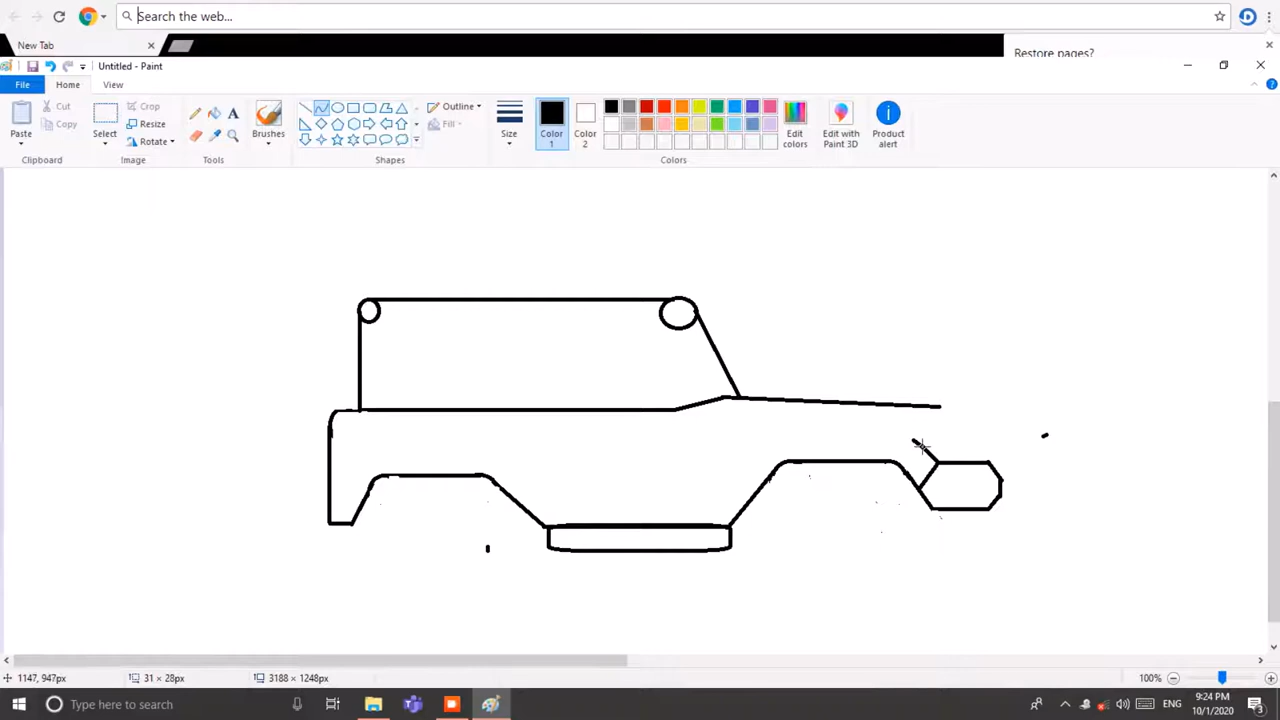 Search the web...
New Tab
Restore pages?
Untitled - Paint
File Home View
Paste Cut Copy
Select Crop Resize Rotate
Brushes
Outline
Fill
Size
Color 1
Color 2
Edit colors
Edit with Paint 3D
Product alert
Clipboard Image Tools Shapes Colors
1147, 947px 31 × 28px 3188 × 1248px 100%
Type here to search
9:24 PM
10/1/2020
3